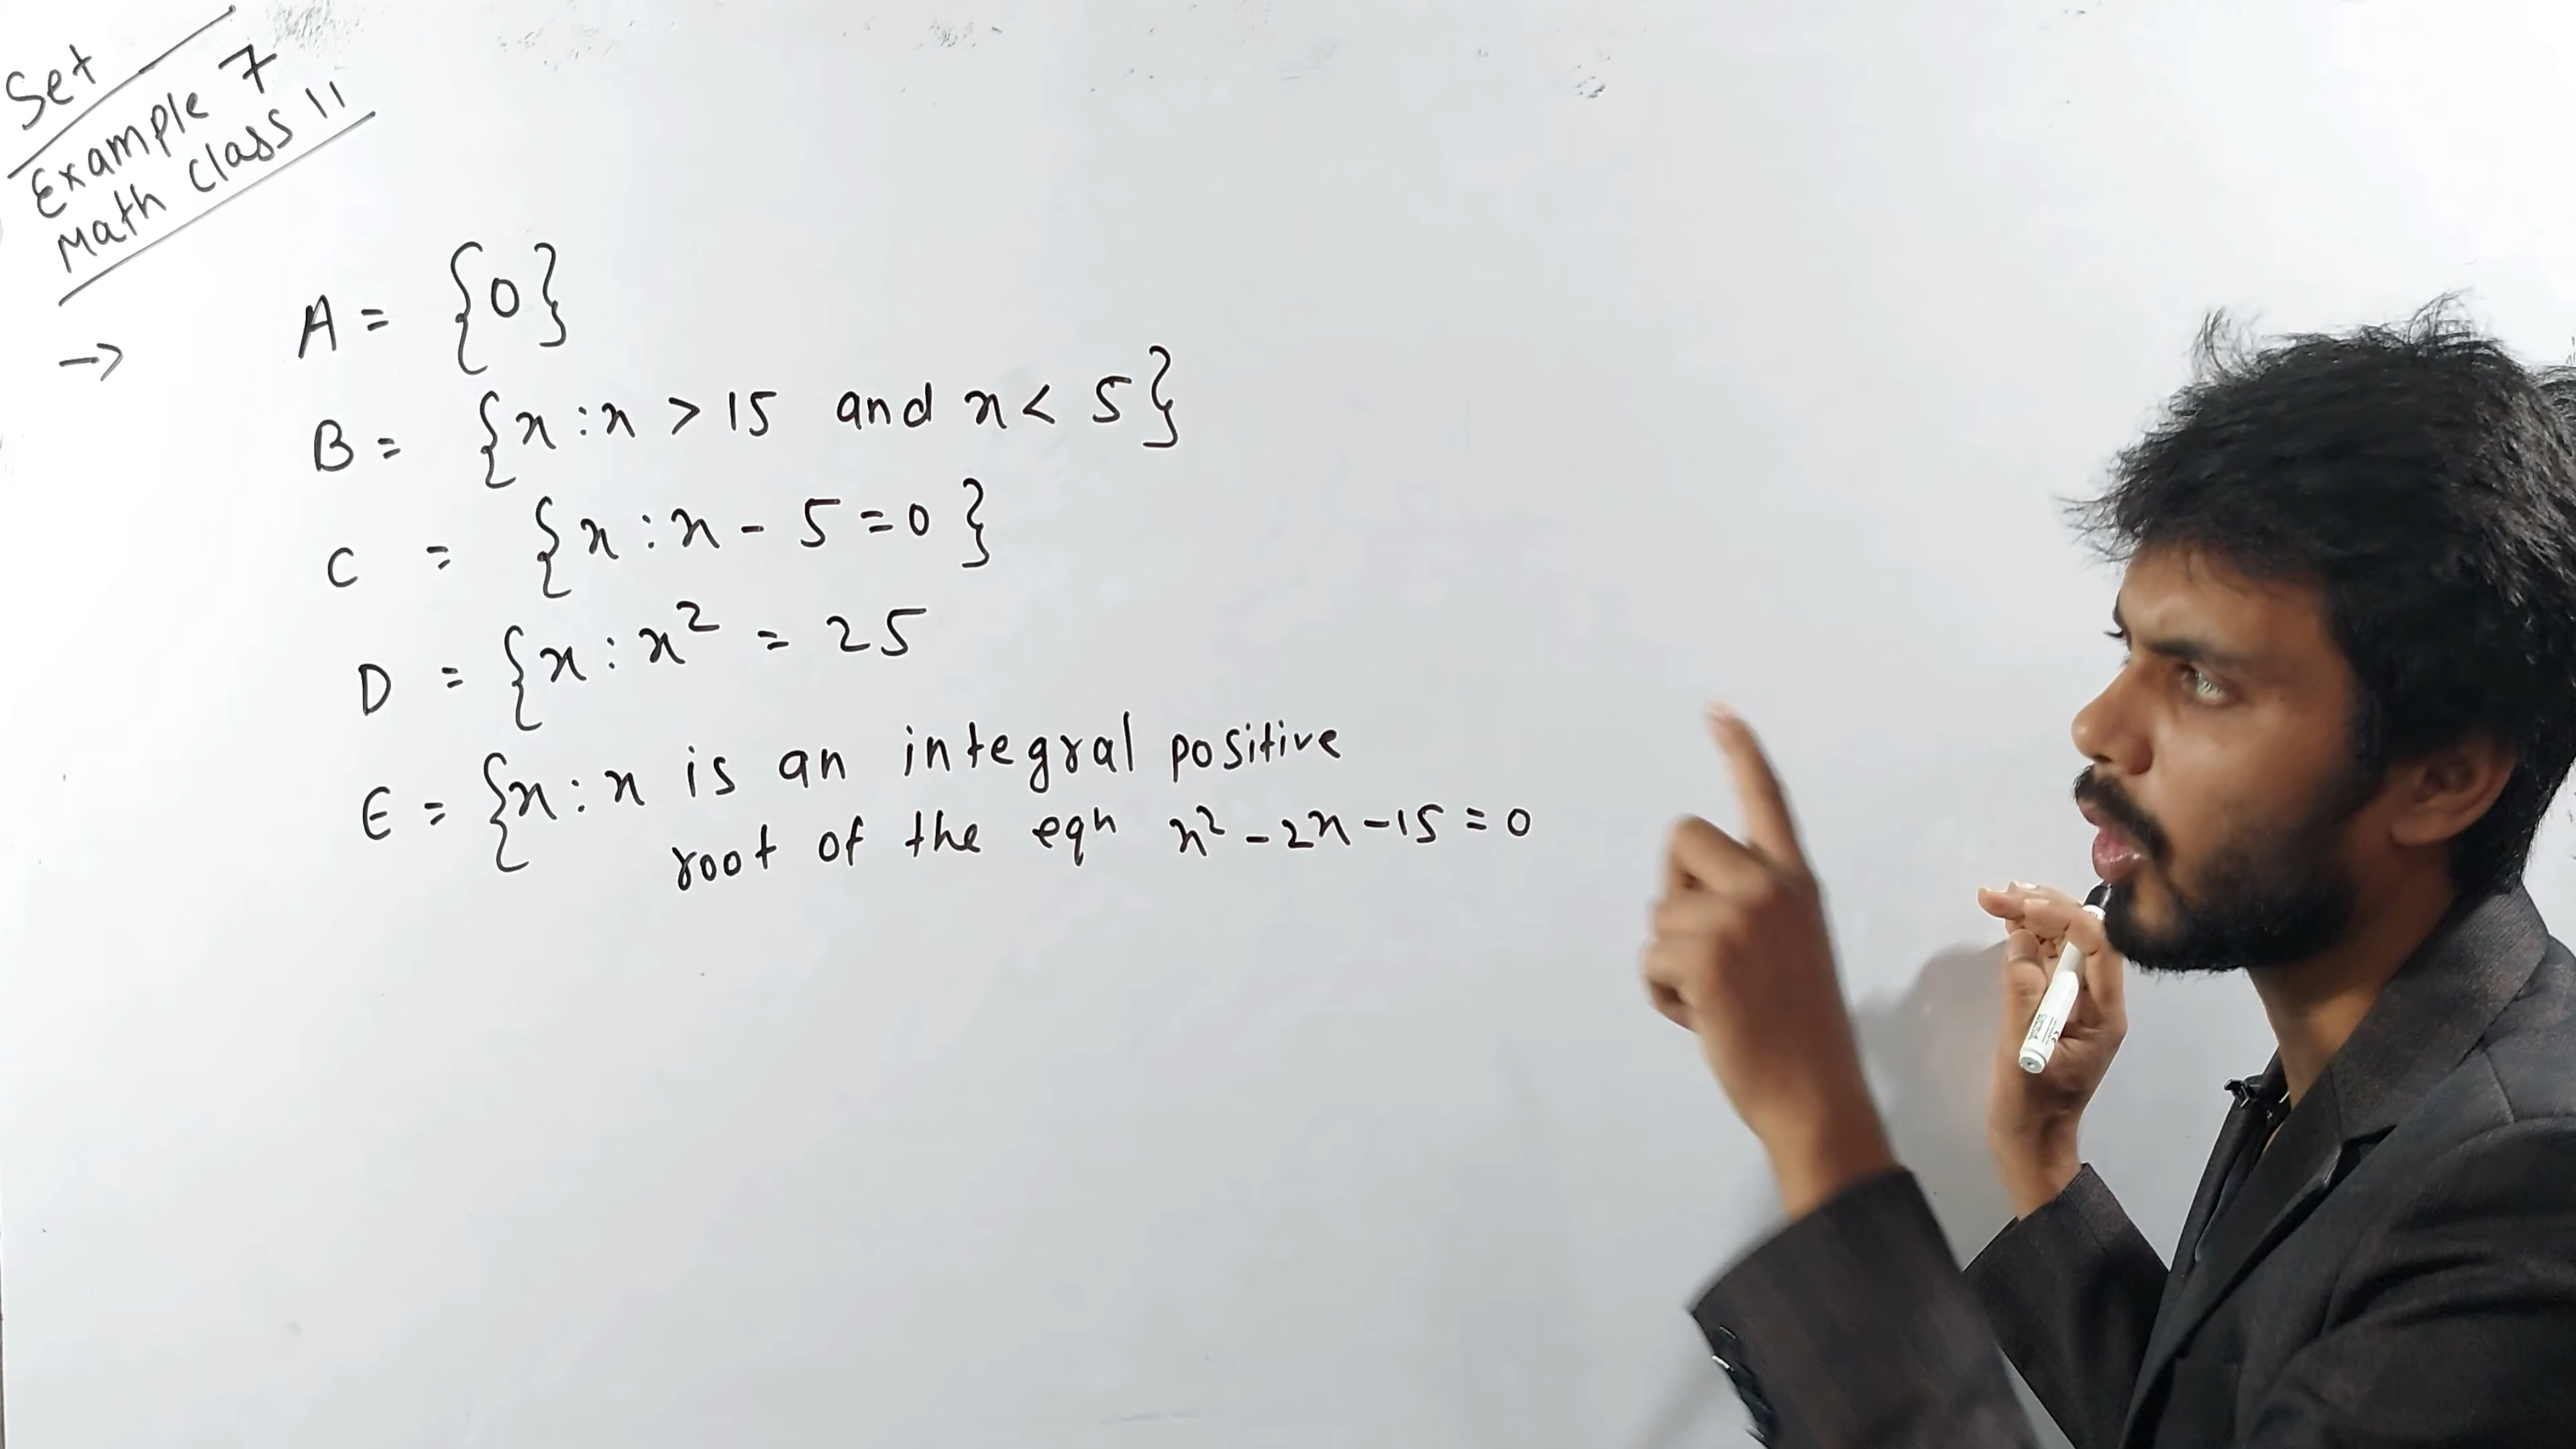 Set
Example 7
Math Class 11
→ A = {0}
B = {x : x > 15 and x < 5}
C = {x : x - 5 = 0}
D = {x : x² = 25
E = {x : x is an integral positive
root of the eqn x² - 2x - 15 = 0